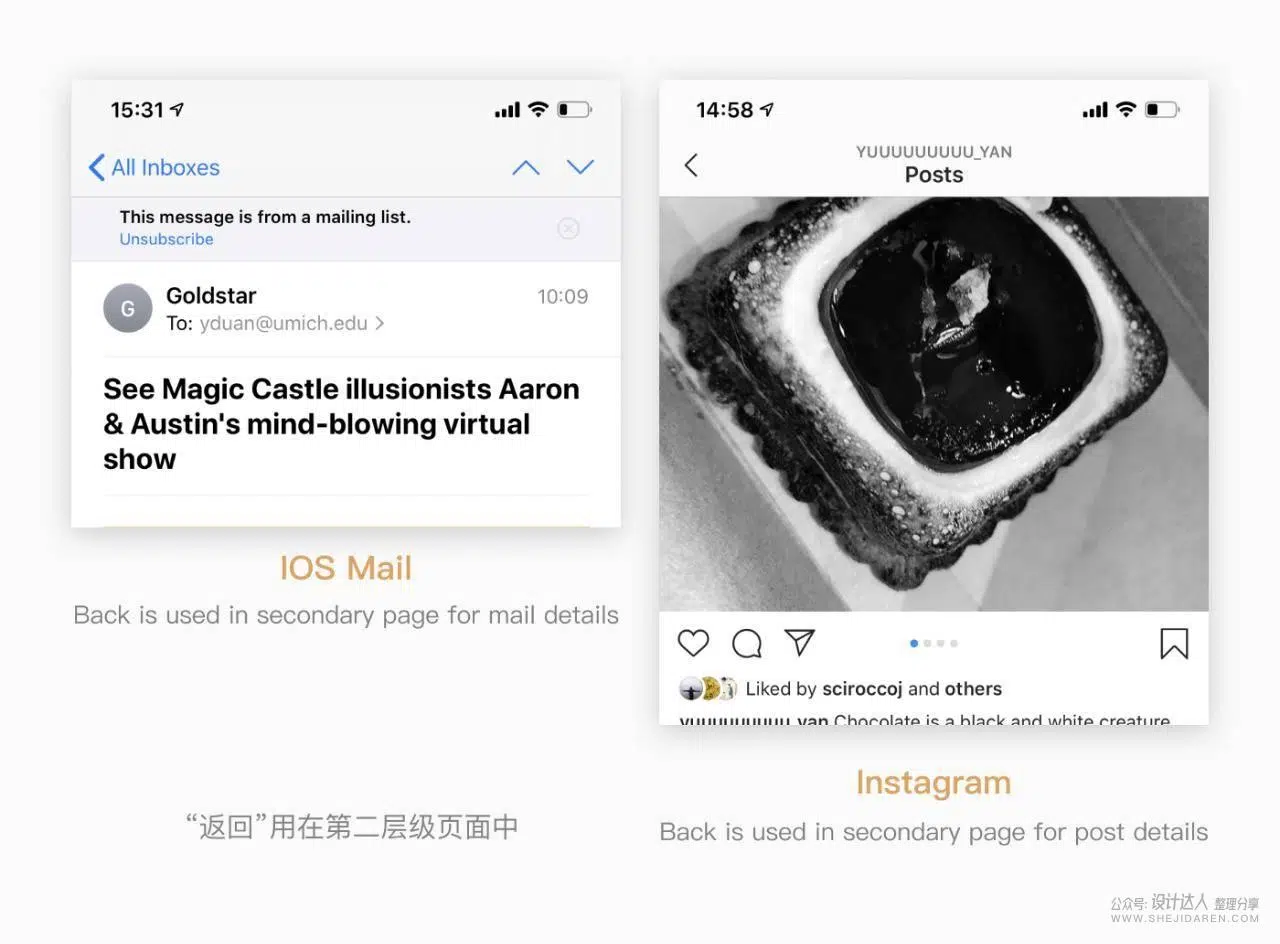 15:31
All Inboxes
This message is from a mailing list.
Unsubscribe
G
Goldstar
10:09
To: yduan@umich.edu
See Magic Castle illusionists Aaron
& Austin's mind-blowing virtual
show
IOS Mail
Back is used in secondary page for mail details
“返回”用在第二层级页面中
14:58
YUUUUUUUUU_YAN
Posts
Liked by sciroccoj and others
yuuuuuuuuu_yan Chocolate is a black and white creature
Instagram
Back is used in secondary page for post details
公众号: 设计达人 整理分享
WWW.SHEJIDAREN.COM